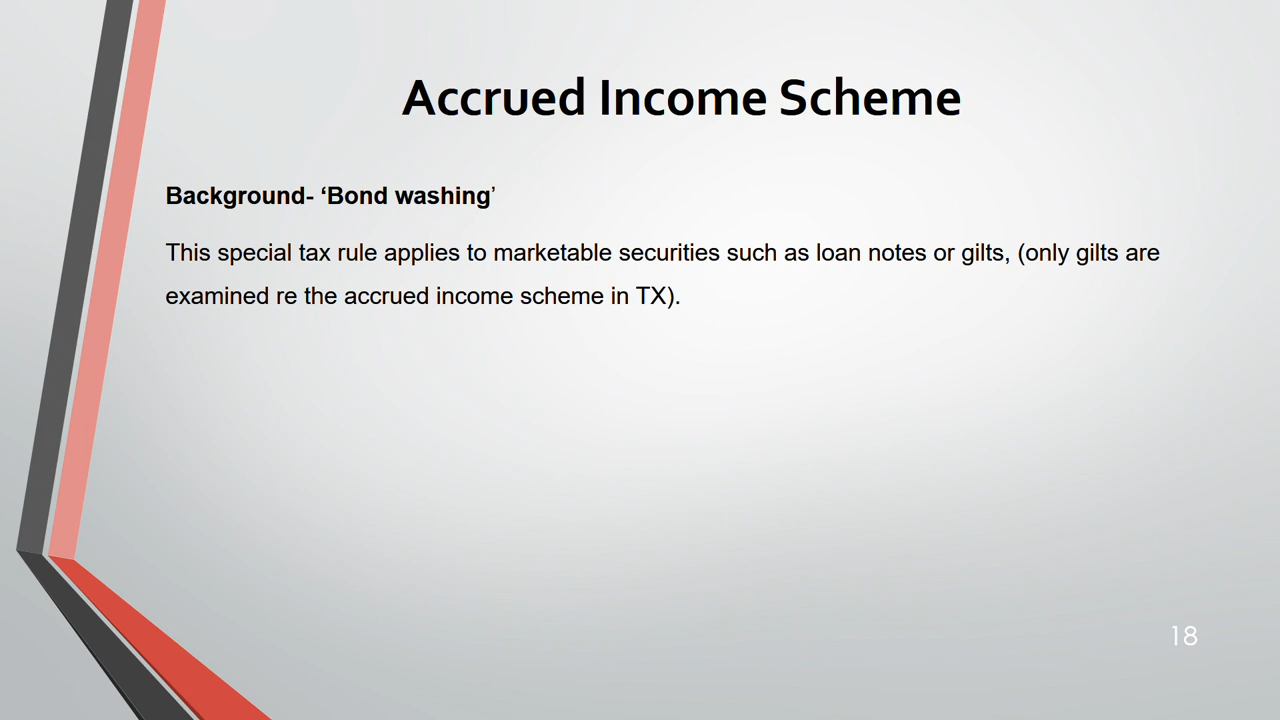 Accrued Income Scheme
Background- ‘Bond washing’
This special tax rule applies to marketable securities such as loan notes or gilts, (only gilts are
examined re the accrued income scheme in TX).
18